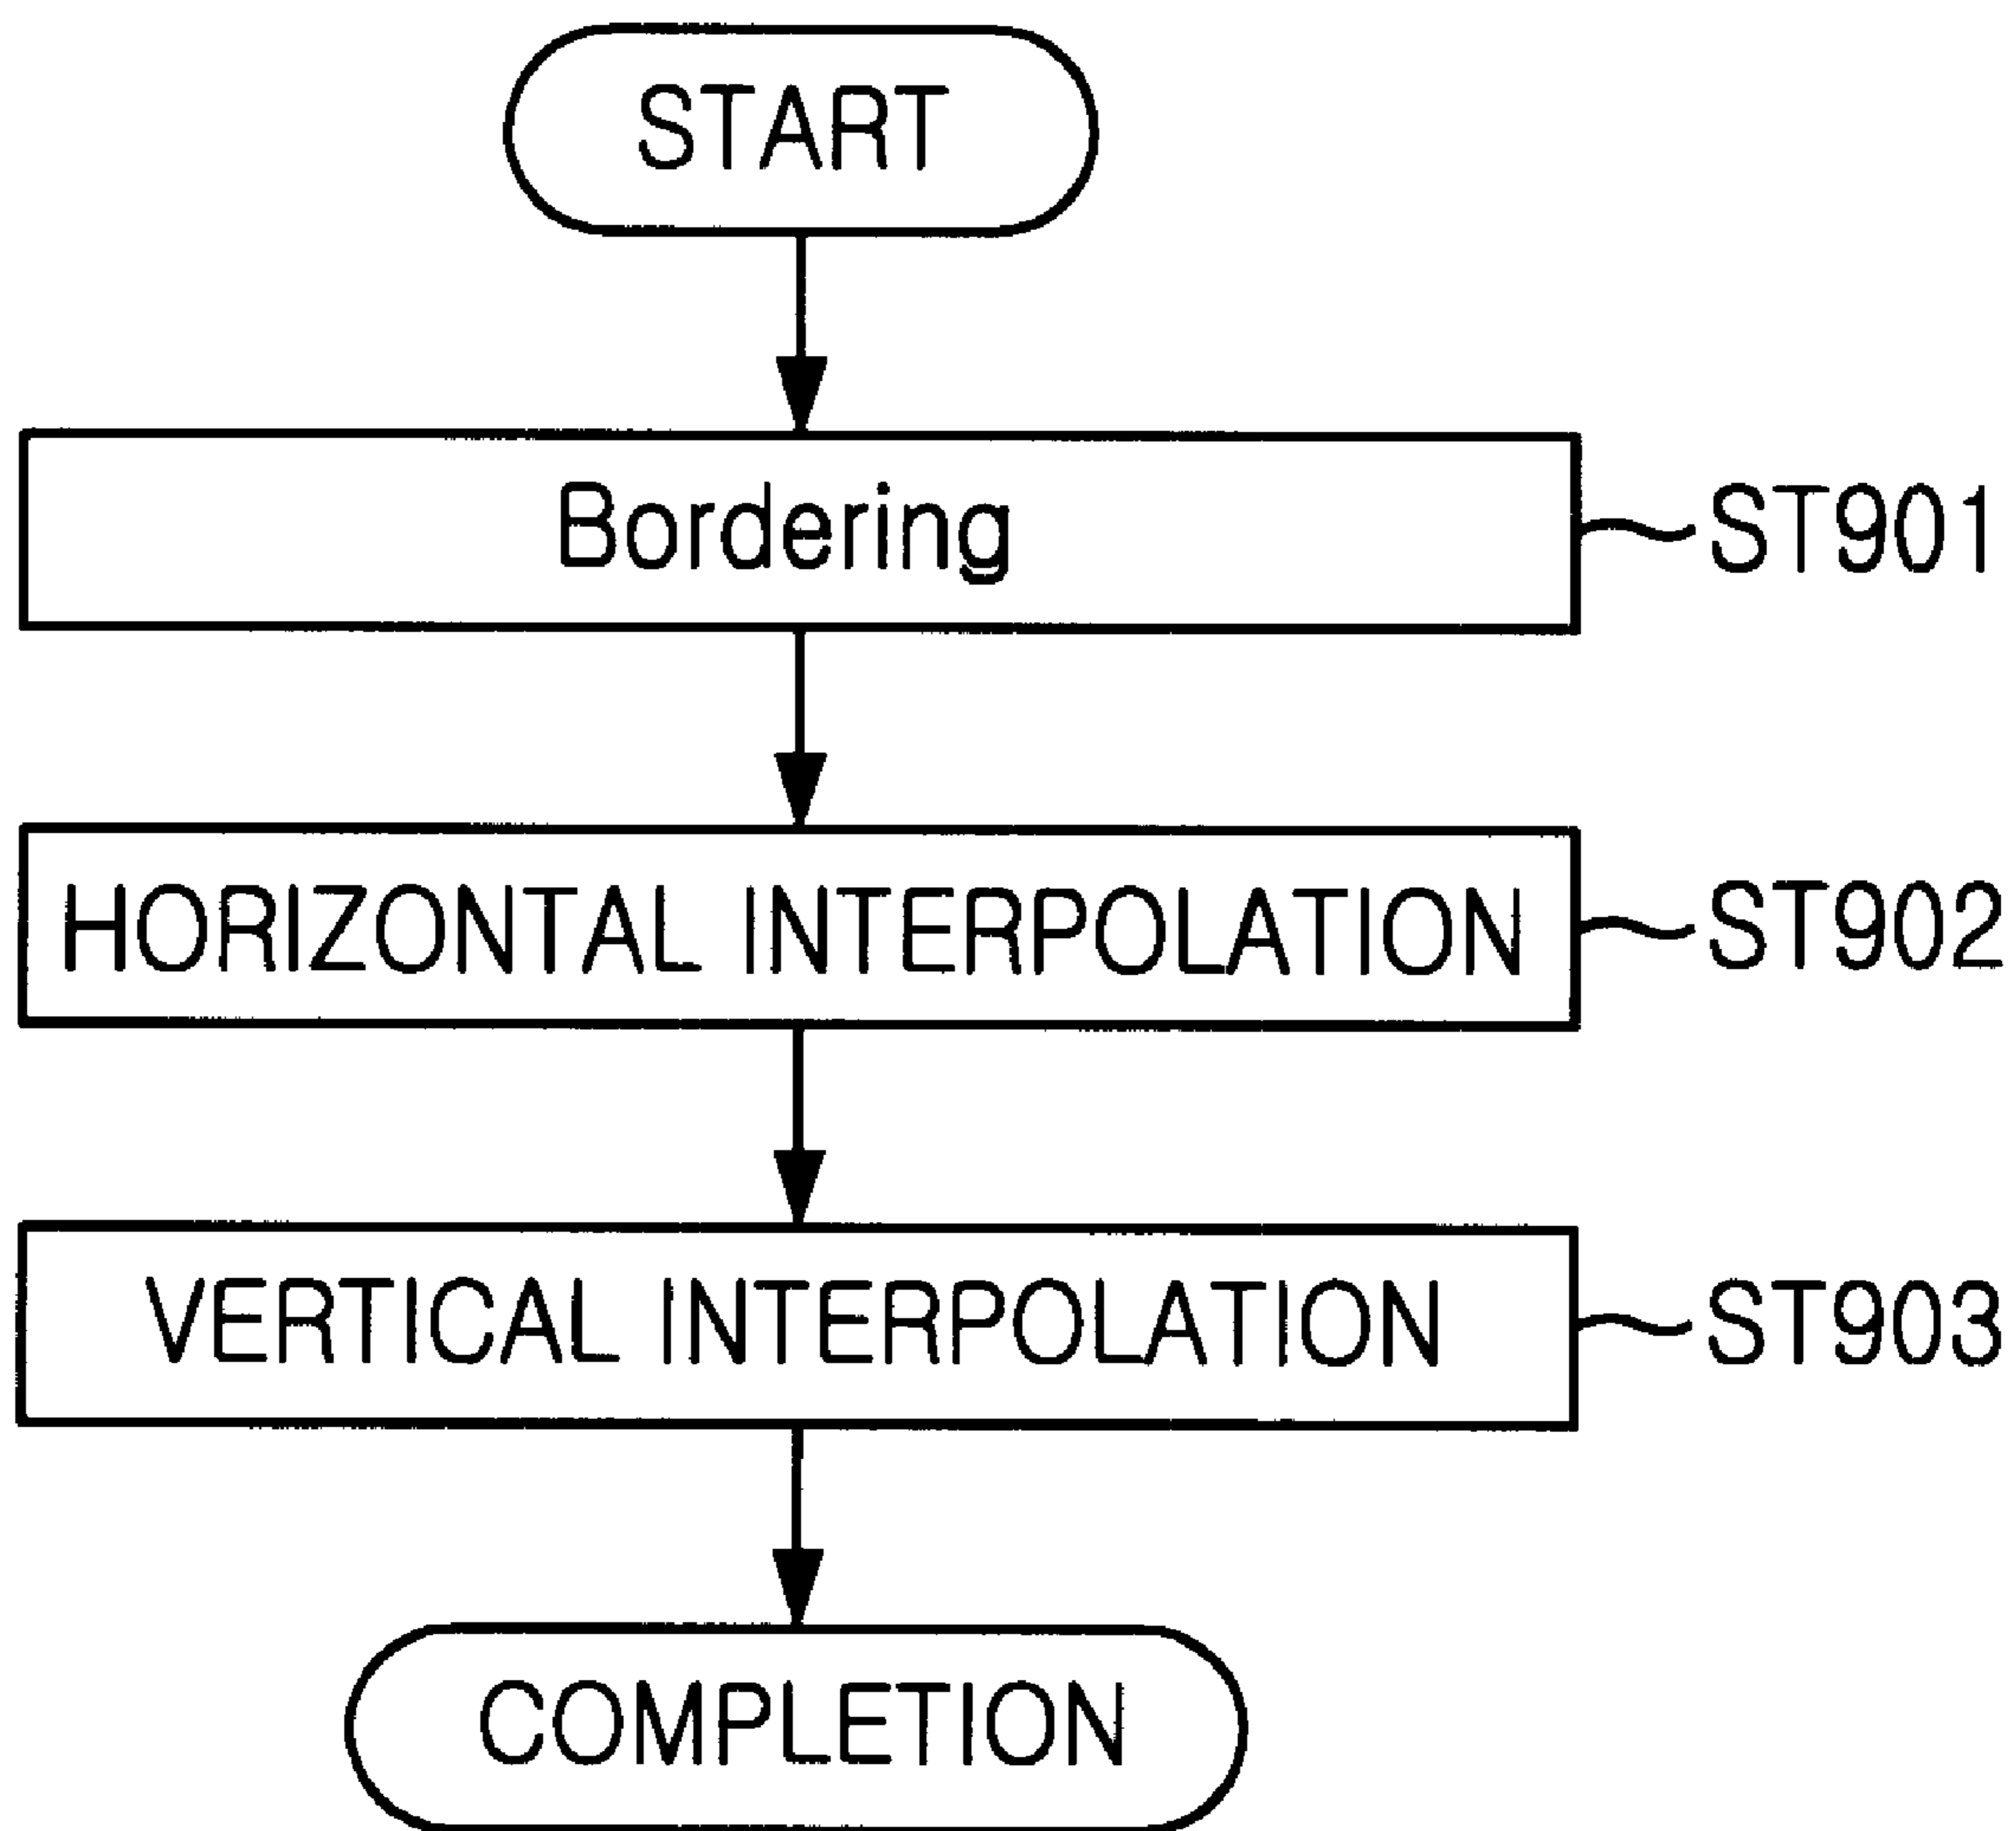 START
Bordering
ST901
HORIZONTAL INTERPOLATION
ST902
VERTICAL INTERPOLATION
ST903
COMPLETION